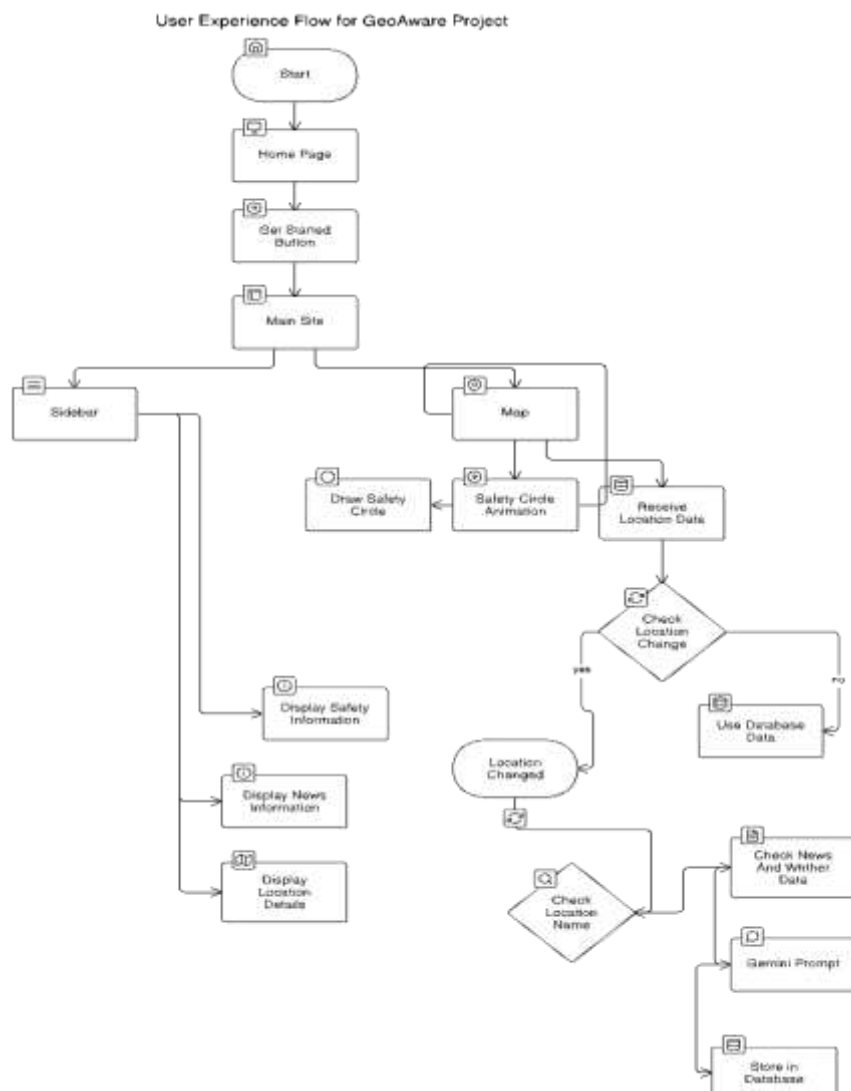 User Experience Flow for GeoAware Project
Start
Home Page
Get Started
Button
Main Site
Sidebar
Map
Draw Safety
Circle
Safety Circle
Animation
Receive
Location Data
Check
Location
Change
yes
no
Display Safety
Information
Use Database
Data
Location
Changed
Display News
Information
Check News
And Whther
Data
Display
Location
Details
Check
Location
Name
Gemini Prompt
Store in
Database